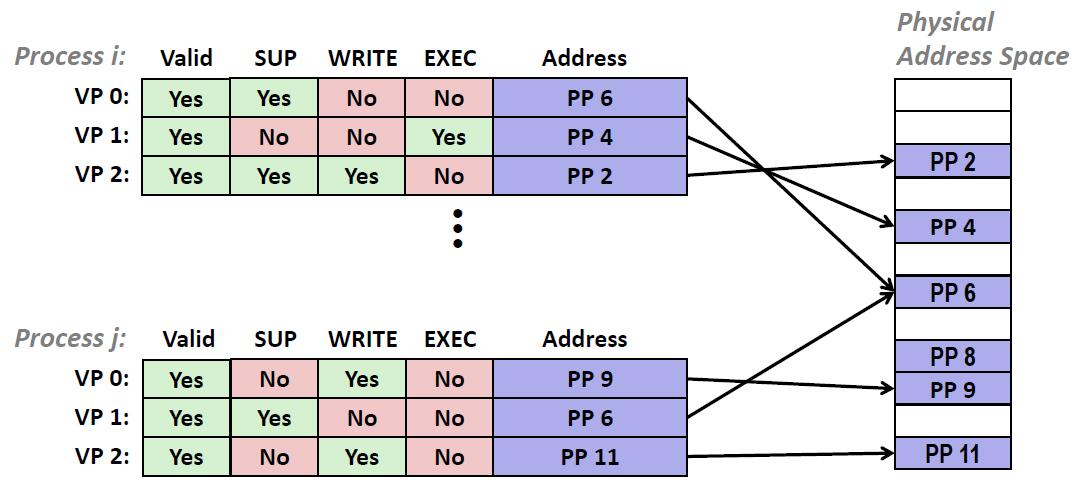 Physical
Address Space
Process i: Valid SUP WRITE EXEC Address
VP 0: Yes Yes No No PP 6
VP 1: Yes No No Yes PP 4
VP 2: Yes Yes Yes No PP 2
PP 2
PP 4
PP 6
PP 8
PP 9
PP 11
Process j: Valid SUP WRITE EXEC Address
VP 0: Yes No Yes No PP 9
VP 1: Yes Yes No No PP 6
VP 2: Yes No Yes No PP 11